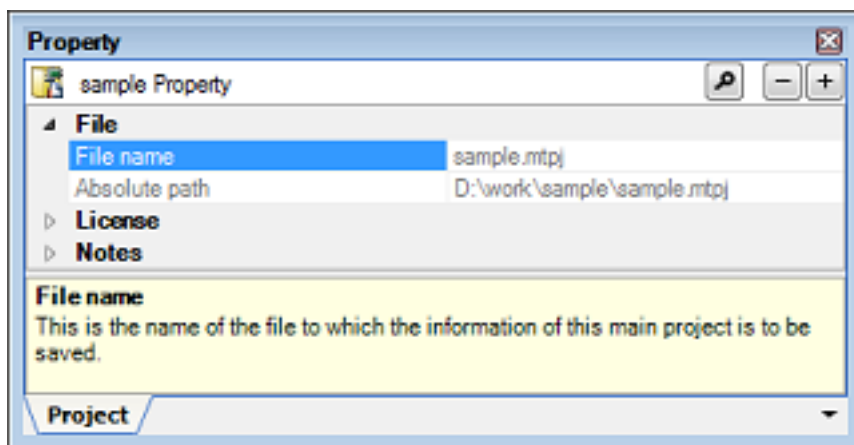 Property
sample Property
File
File name sample.mtpj
Absolute path D:\work\sample\sample.mtpj
License
Notes
File name
This is the name of the file to which the information of this main project is to be
saved.
Project